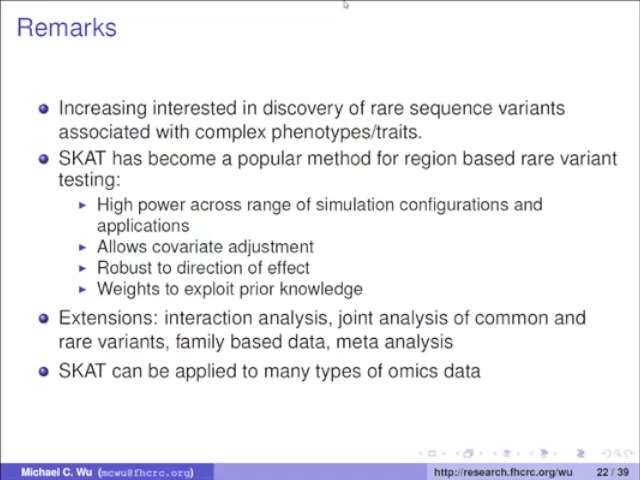 Remarks
Increasing interested in discovery of rare sequence variants
associated with complex phenotypes/traits.
SKAT has become a popular method for region based rare variant
testing:
High power across range of simulation configurations and
applications
Allows covariate adjustment
Robust to direction of effect
Weights to exploit prior knowledge
Extensions: interaction analysis, joint analysis of common and
rare variants, family based data, meta analysis
SKAT can be applied to many types of omics data
Michael C. Wu (mcwu@fhcrc.org) http://research.fhcrc.org/wu 22 / 39